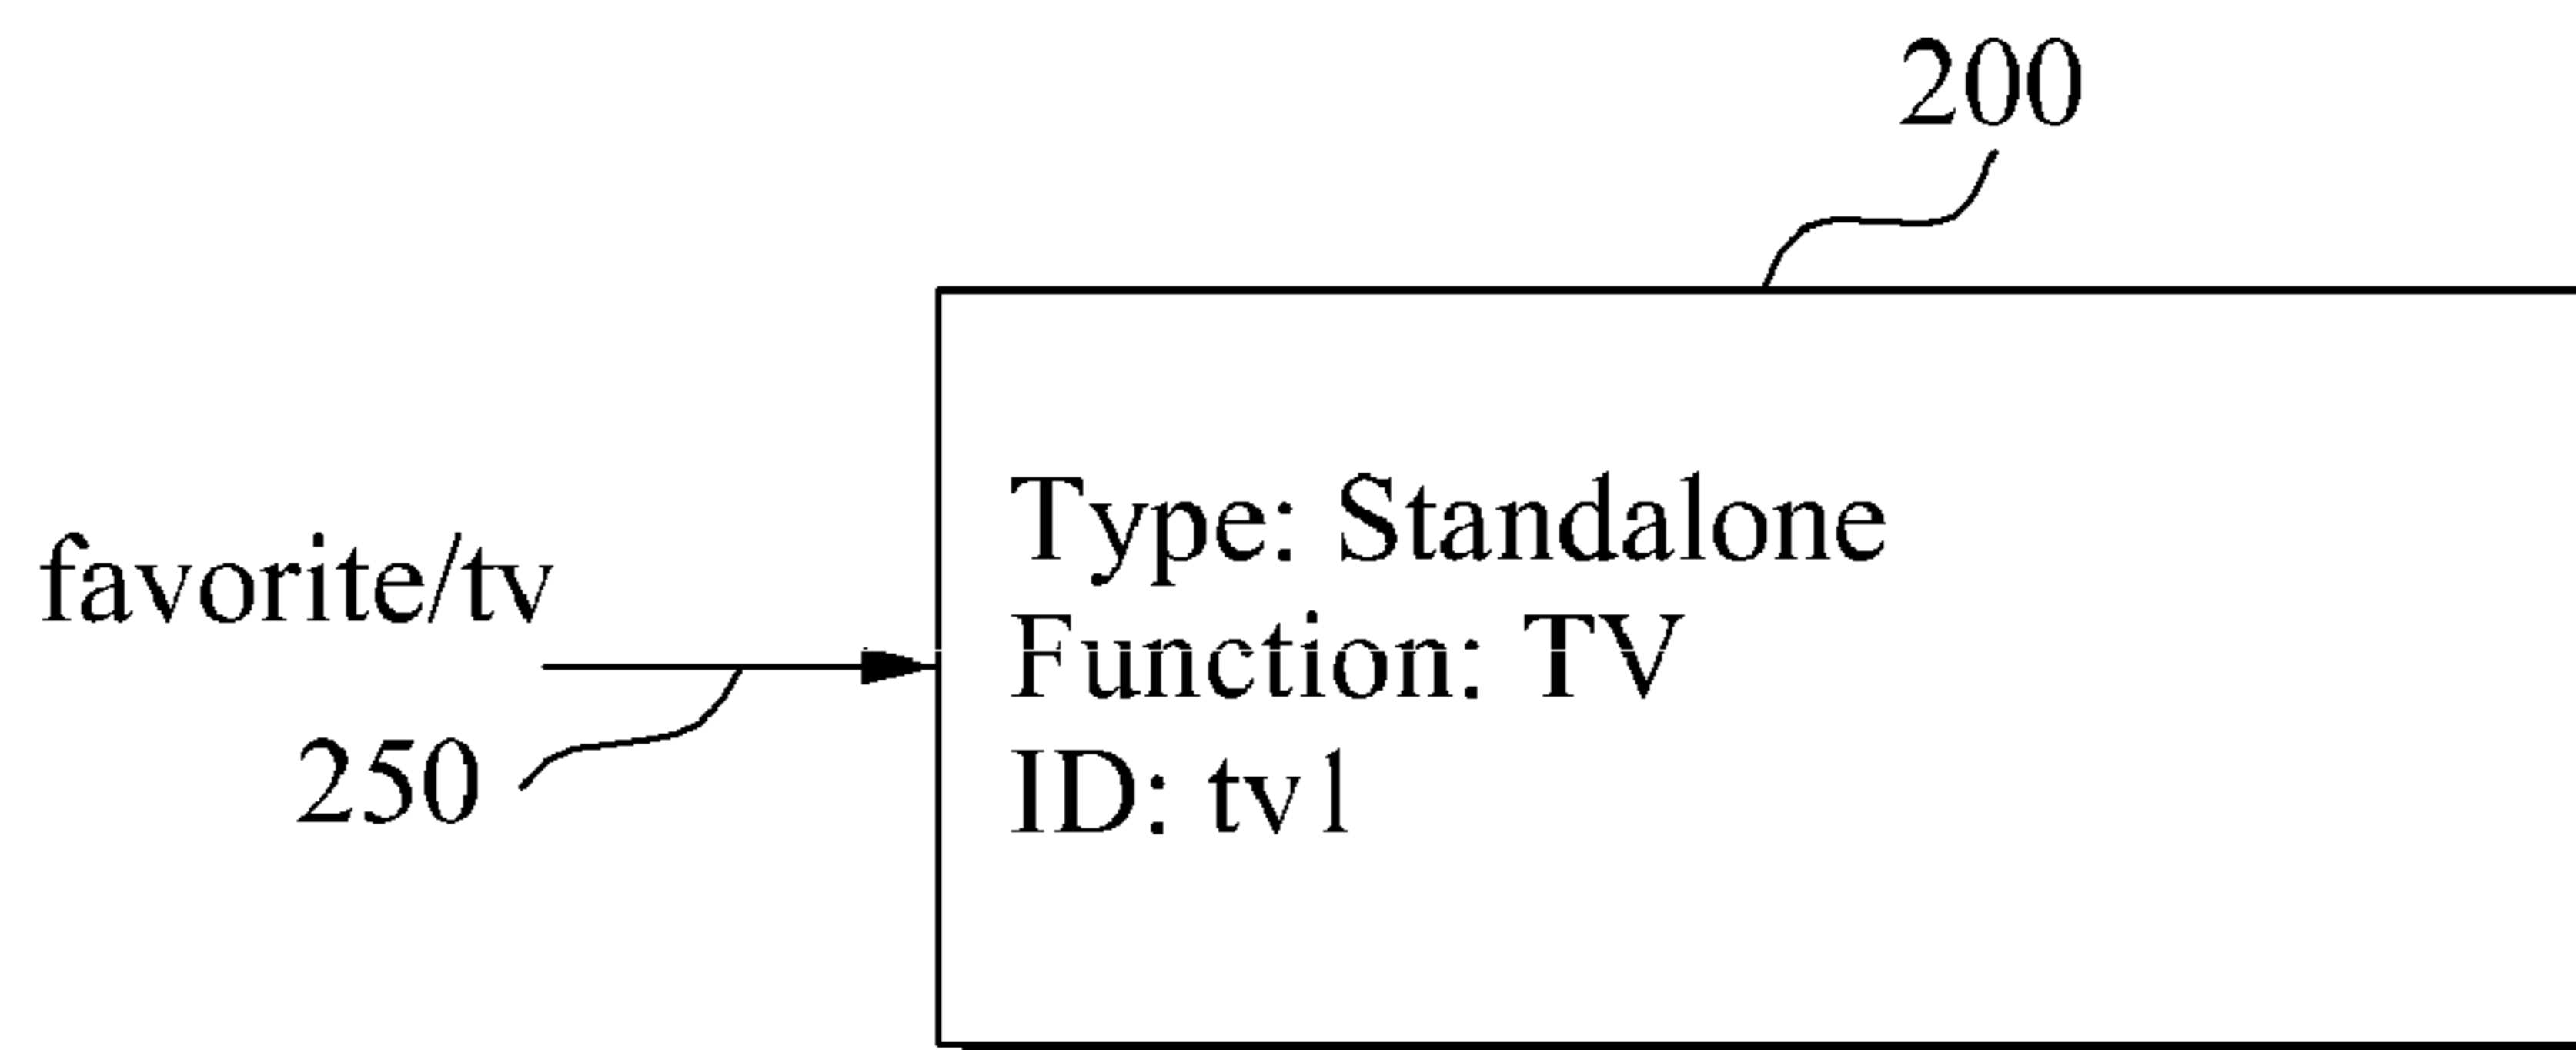 200
Type: Standalone
favorite/tv
Function: TV
250
ID: tv1